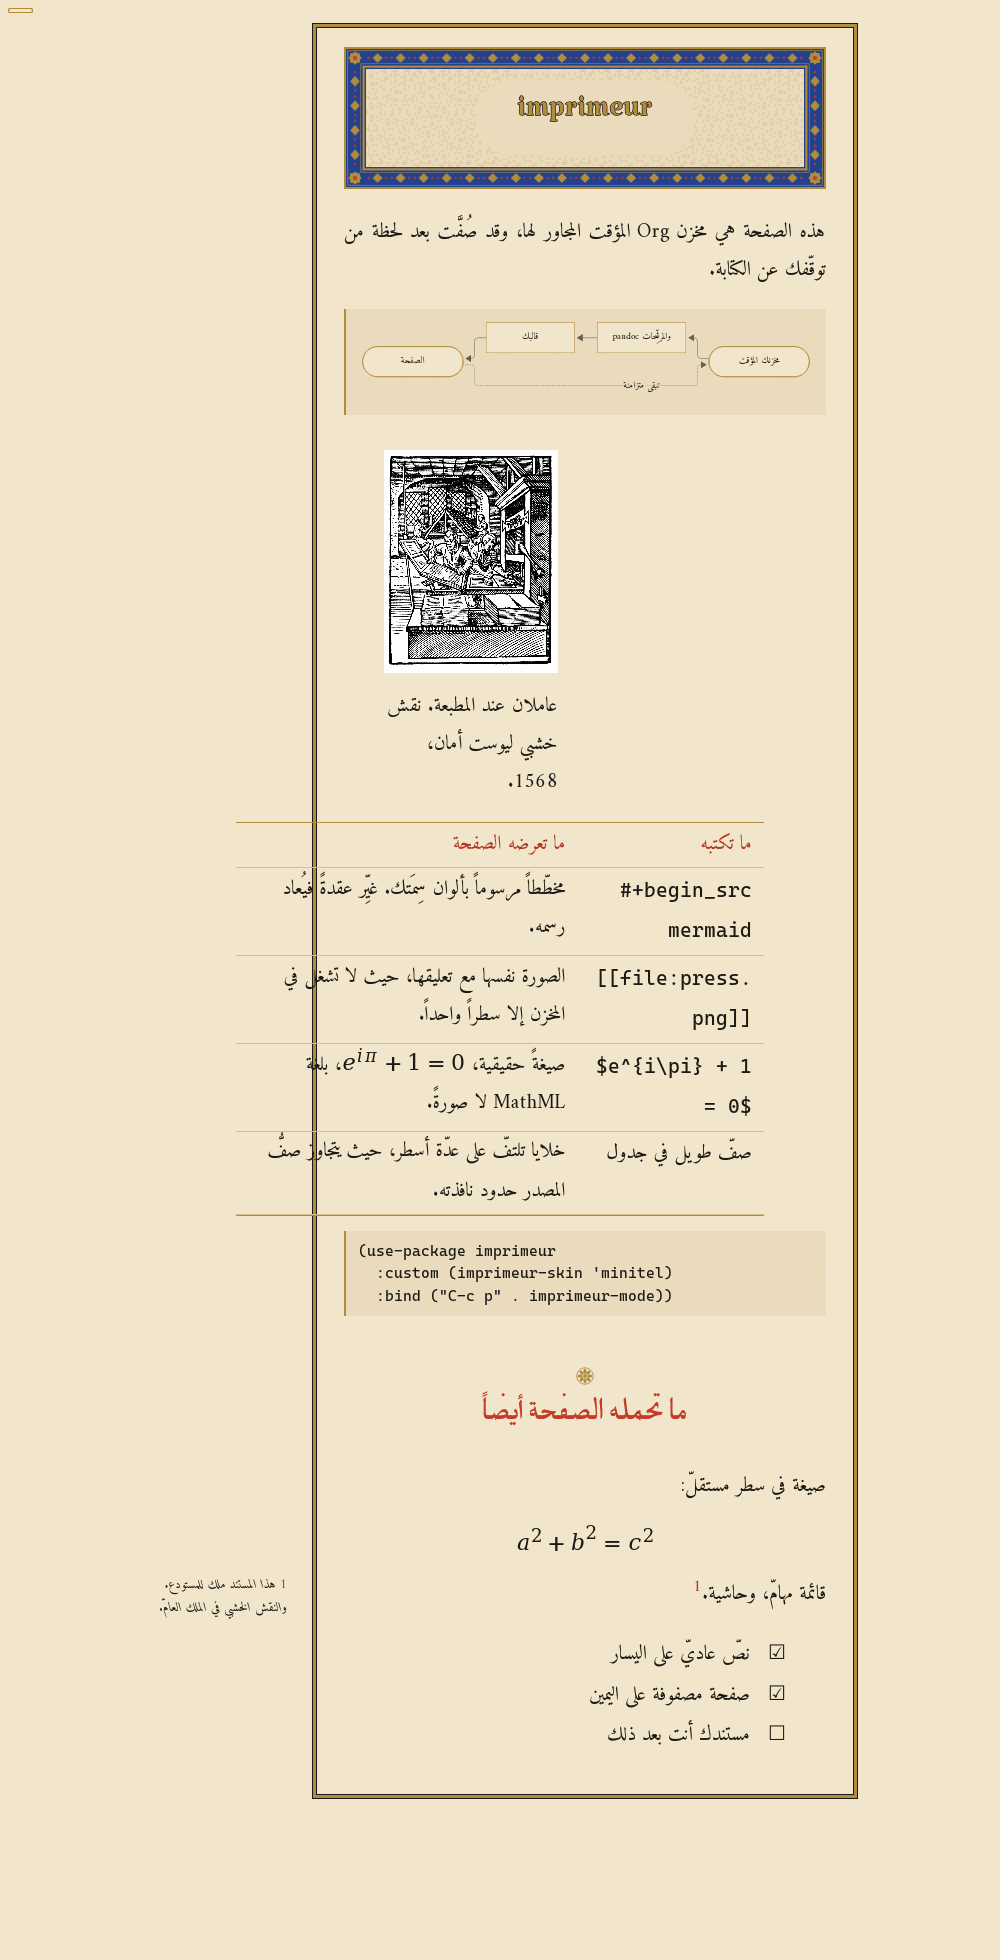 imprimeur
هذه الصفحة هي مخزن Org المؤقت المجاور لها، وقد صُفَّت بعد لحظة من
توقّفك عن الكتابة.
مخزنك المؤقت
pandoc والمرشّحات
قالبك
الصفحة
تبقى متزامنة
عاملان عند المطبعة. نقش
خشبي ليوست أمان،
1568.
ما تكتبه
ما تعرضه الصفحة
#+begin_src
mermaid
مخطّطاً مرسوماً بألوان سِمَتك. غيِّر عقدةً فيُعاد
رسمه.
[[file:press.
png]]
الصورة نفسها مع تعليقها، حيث لا تشغل في
المخزن إلا سطراً واحداً.
$e^{i\pi} + 1
= 0$
صيغةً حقيقية، e^{iπ} + 1 = 0، بلغة
MathML لا صورةً.
صفّ طويل في جدول
خلايا تلتفّ على عدّة أسطر، حيث يتجاوز صفُّ
المصدر حدود نافذته.
(use-package imprimeur
  :custom (imprimeur-skin 'minitel)
  :bind ("C-c p" . imprimeur-mode))
ما تحمله الصفحة أيضاً
صيغة في سطر مستقلّ:
a² + b² = c²
قائمة مهامّ، وحاشية.1
1 هذا المستند ملك للمستودع.
والنقش الخشبي في الملك العامّ.
☑ نصّ عاديّ على اليسار
☑ صفحة مصفوفة على اليمين
☐ مستندك أنت بعد ذلك